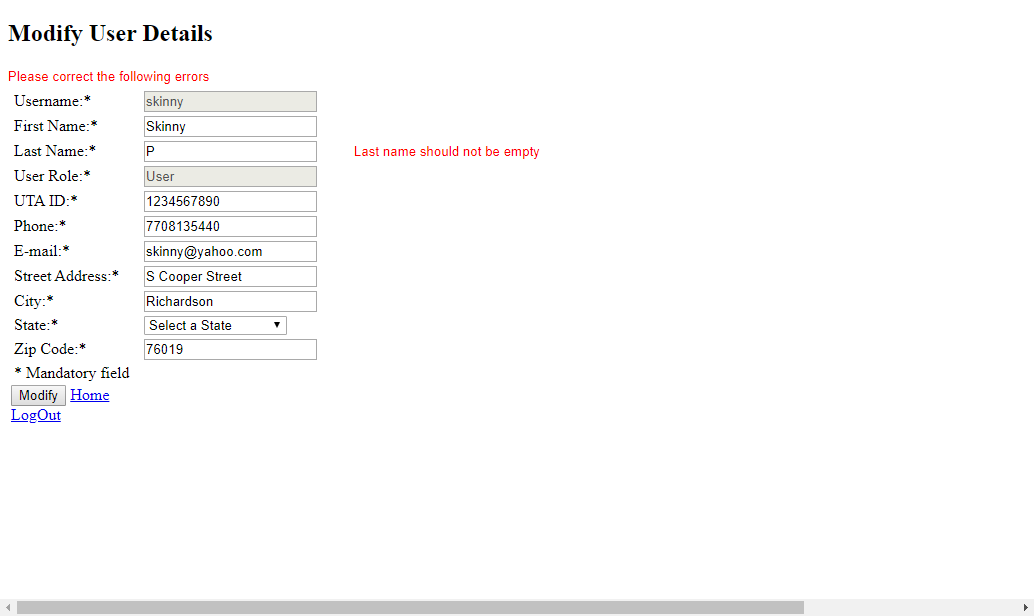 Modify User Details
Please correct the following errors
Username:* skinny
First Name:* Skinny
Last Name:* P Last name should not be empty
User Role:* User
UTA ID:* 1234567890
Phone:* 7708135440
E-mail:* skinny@yahoo.com
Street Address:* S Cooper Street
City:* Richardson
State:* Select a State
Zip Code:* 76019
* Mandatory field
Modify Home
LogOut